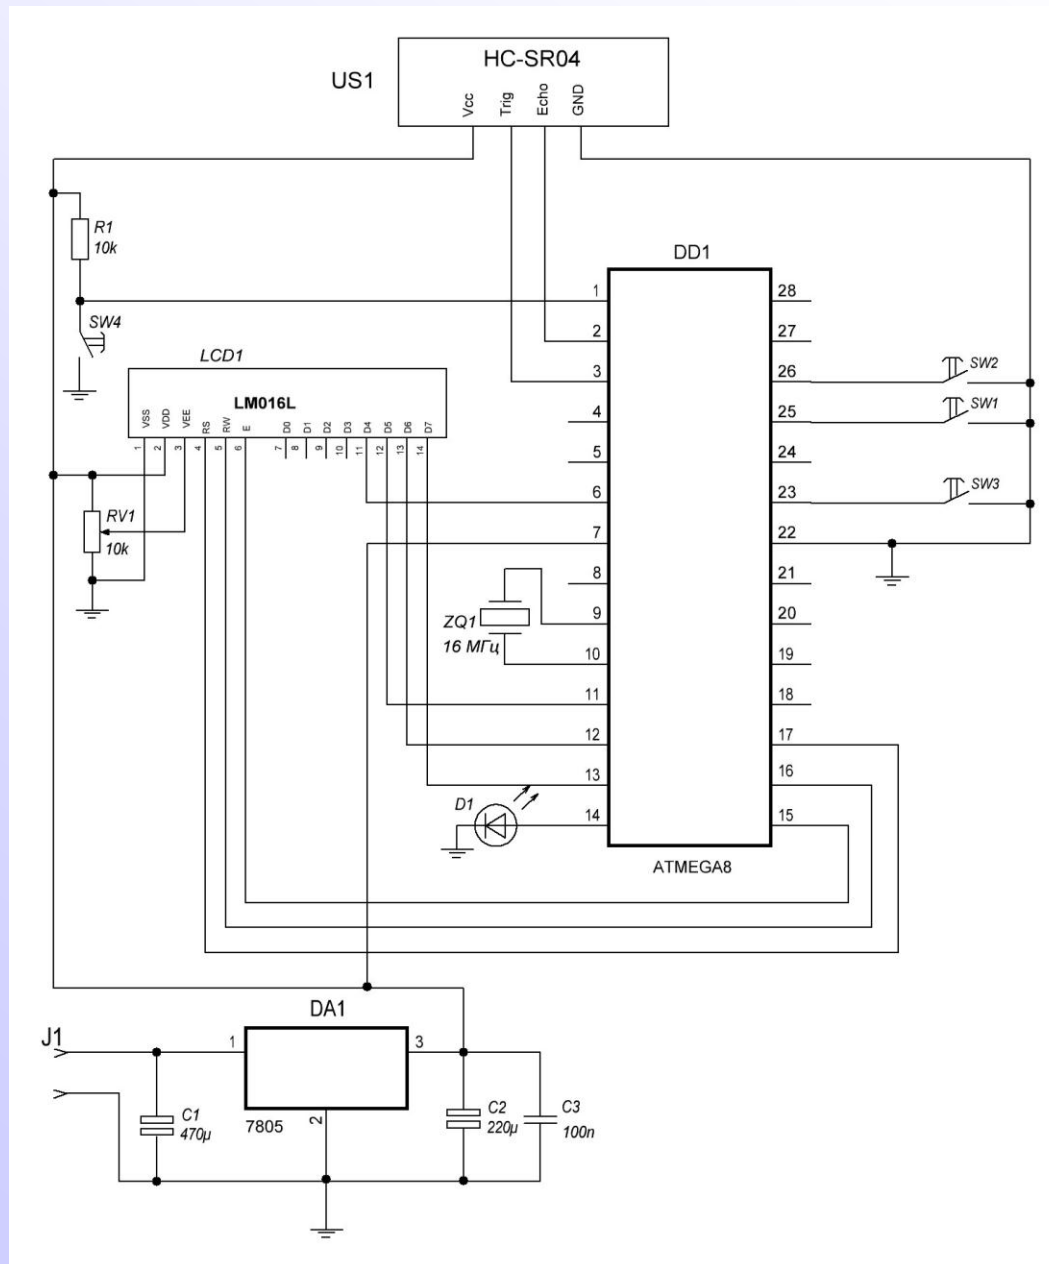 HC-SR04
US1
Vcc
Trig
Echo
GND
R1
10k
SW4
LCD1
LM016L
VSS
VDD
VEE
RS
RW
E
D0
D1
D2
D3
D4
D5
D6
D7
1
2
3
4
5
6
7
8
9
10
11
12
13
14
RV1
10k
DD1
1
2
3
4
5
6
7
8
9
10
11
12
13
14
28
27
26
25
24
23
22
21
20
19
18
17
16
15
SW2
SW1
SW3
ZQ1
16 МГц
D1
ATMEGA8
DA1
J1
1
3
2
7805
C1
470µ
C2
220µ
C3
100n